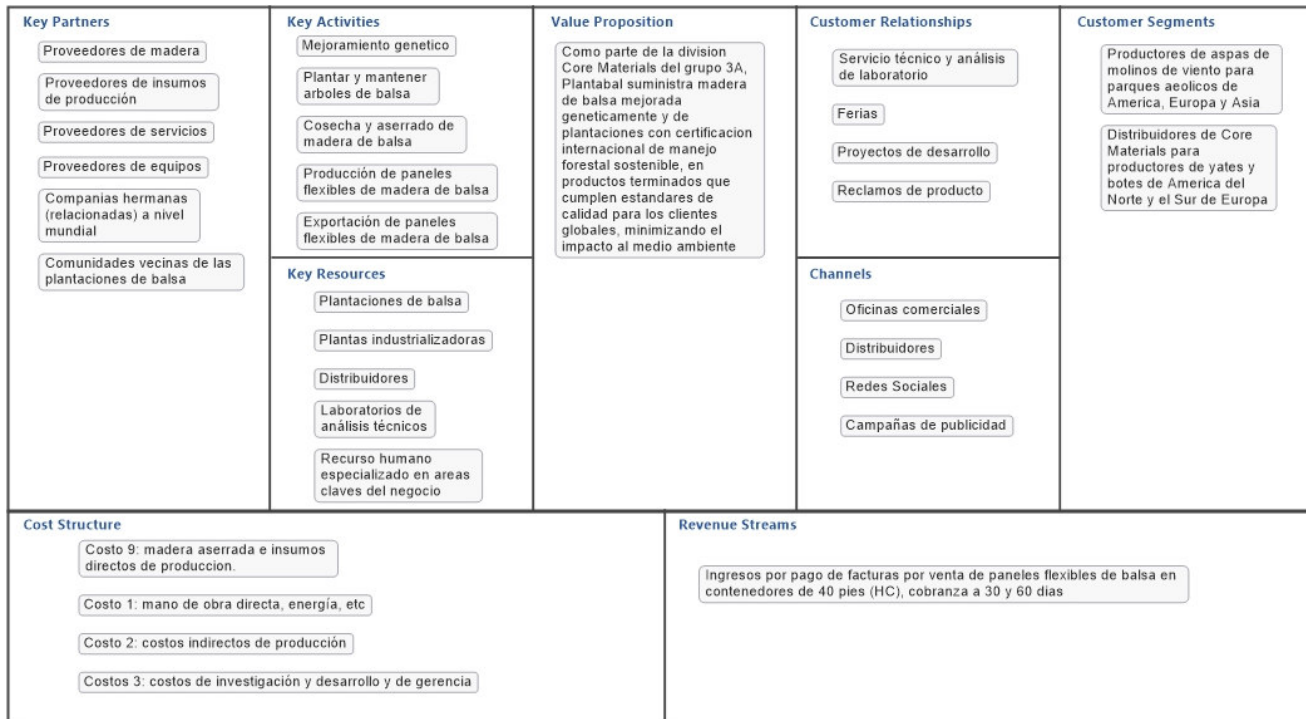 Key Partners
Proveedores de madera
Proveedores de insumos
de producción
Proveedores de servicios
Proveedores de equipos
Companias hermanas
(relacionadas) a nivel
mundial
Comunidades vecinas de las
plantaciones de balsa
Key Activities
Mejoramiento genetico
Plantar y mantener
arboles de balsa
Cosecha y aserrado de
madera de balsa
Producción de paneles
flexibles de madera de balsa
Exportación de paneles
flexibles de madera de balsa
Key Resources
Plantaciones de balsa
Plantas industrializadoras
Distribuidores
Laboratorios de
análisis técnicos
Recurso humano
especializado en areas
claves del negocio
Value Proposition
Como parte de la division
Core Materials del grupo 3A,
Plantabal suministra madera
de balsa mejorada
geneticamente y de
plantaciones con certificacion
internacional de manejo
forestal sostenible, en
productos terminados que
cumplen estandares de
calidad para los clientes
globales, minimizando el
impacto al medio ambiente
Customer Relationships
Servicio técnico y análisis
de laboratorio
Ferias
Proyectos de desarrollo
Reclamos de producto
Channels
Oficinas comerciales
Distribuidores
Redes Sociales
Campañas de publicidad
Customer Segments
Productores de aspas de
molinos de viento para
parques aeolicos de
America, Europa y Asia
Distribuidores de Core
Materials para
productores de yates y
botes de America del
Norte y el Sur de Europa
Cost Structure
Costo 9: madera aserrada e insumos
directos de produccion.
Costo 1: mano de obra directa, energía, etc
Costo 2: costos indirectos de producción
Costos 3: costos de investigación y desarrollo y de gerencia
Revenue Streams
Ingresos por pago de facturas por venta de paneles flexibles de balsa en
contenedores de 40 pies (HC), cobranza a 30 y 60 dias